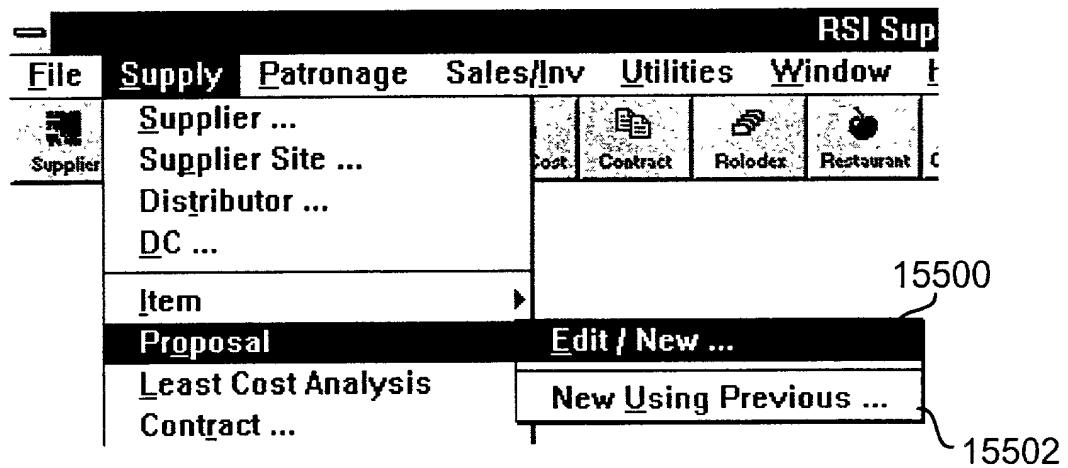 RSI Sup
File Supply Patronage Sales/Inv Utilities Window
Supplier Cost Contract Rolodex Restaurant
Supplier ...
Supplier Site ...
Distributor ...
DC ...
Item
Proposal
Least Cost Analysis
Contract ...
15500
Edit / New ...
New Using Previous ...
15502